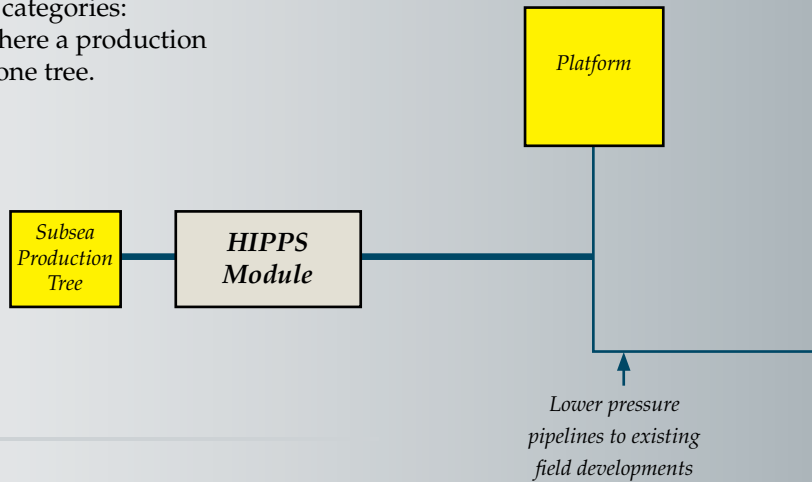 categories:
here a production
one tree.
Platform
Subsea
Production
Tree
HIPPS
Module
Lower pressure
pipelines to existing
field developments